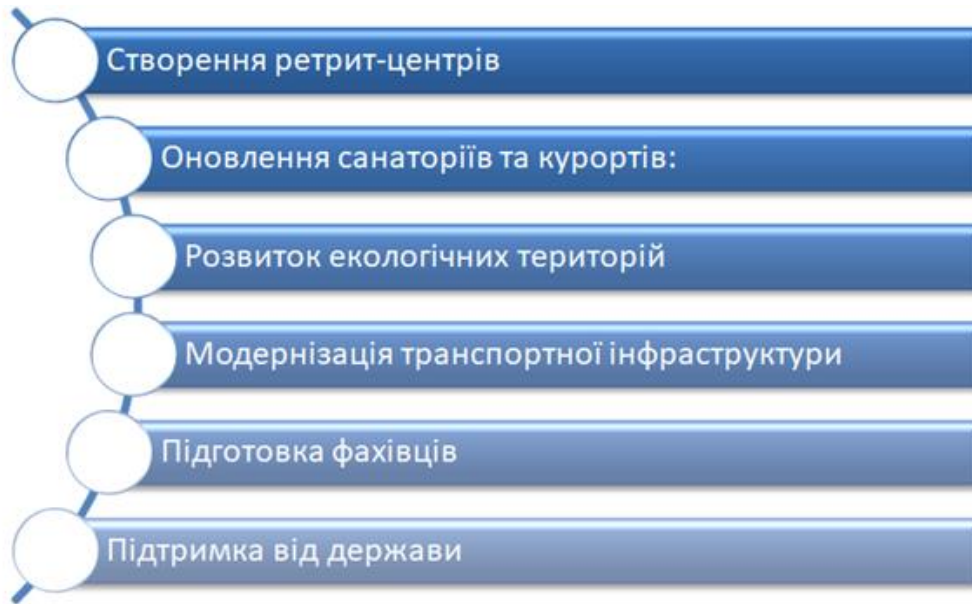 Створення ретрит-центрів
Оновлення санаторіїв та курортів:
Розвиток екологічних територій
Модернізація транспортної інфраструктури
Підготовка фахівців
Підтримка від держави